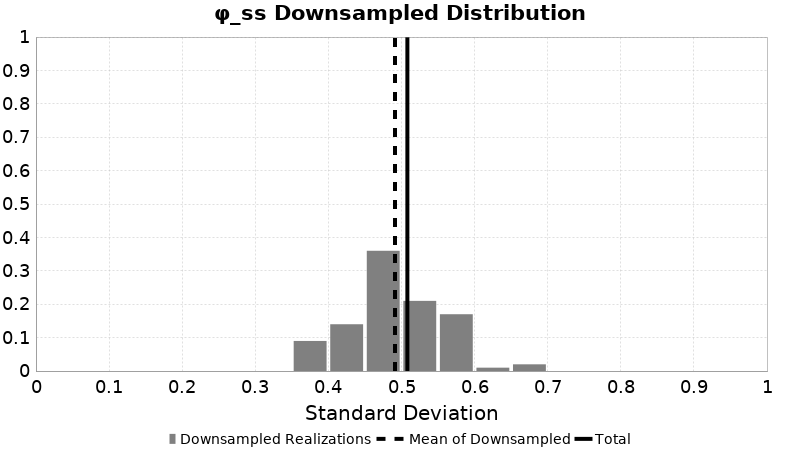 φ_ss Downsampled Distribution
1
0.9
0.8
0.7
0.6
0.5
0.4
0.3
0.2
0.1
0
0 0.1 0.2 0.3 0.4 0.5 0.6 0.7 0.8 0.9 1
Standard Deviation
Downsampled Realizations Mean of Downsampled Total